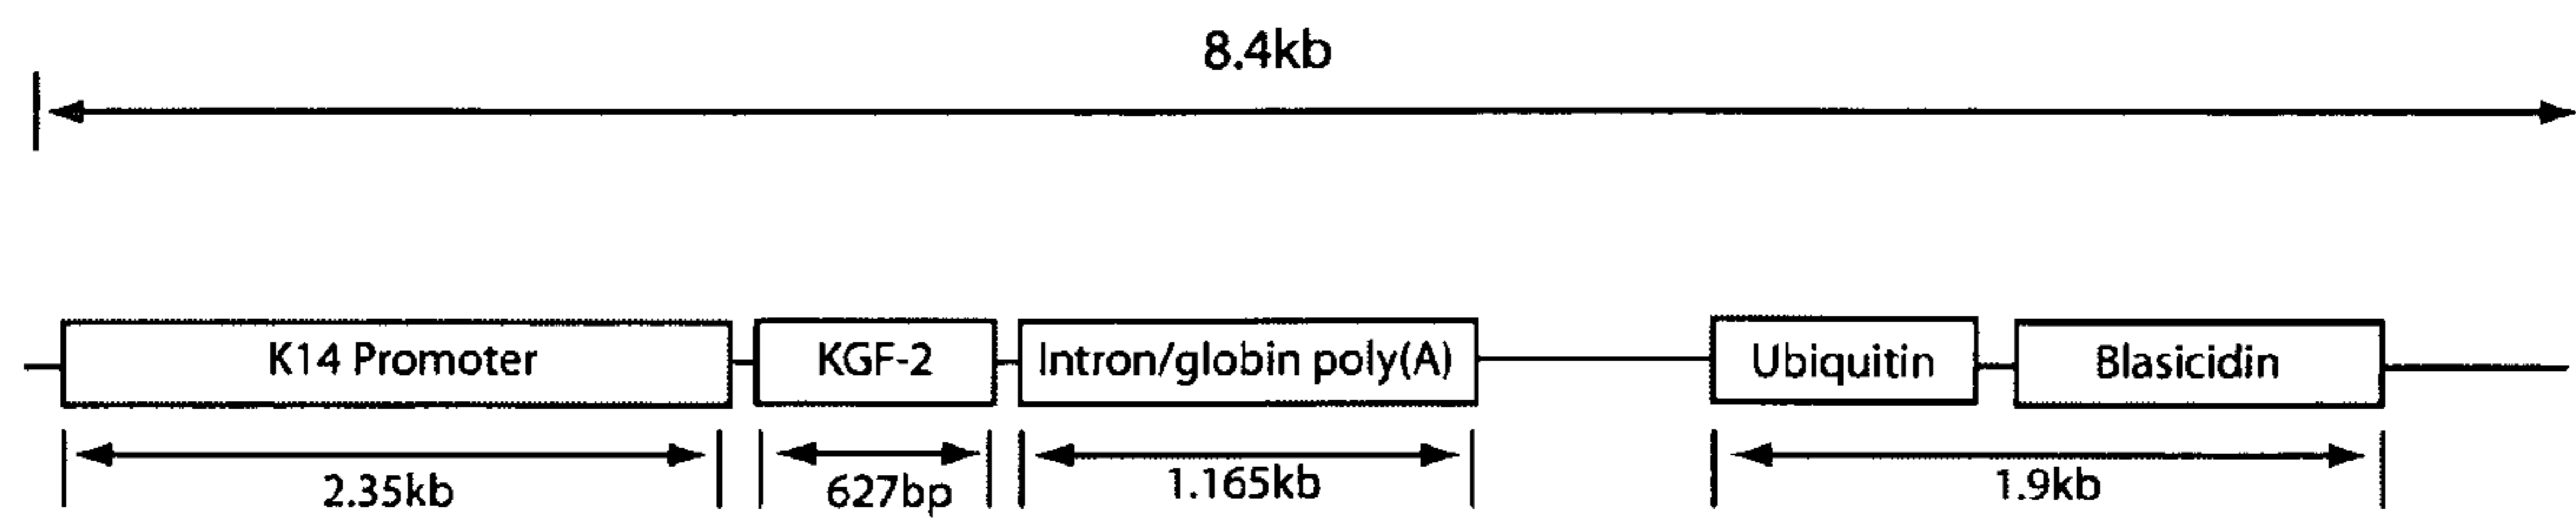 8.4kb
K14 Promoter
KGF-2
Intron/globin poly(A)
Ubiquitin
Blasicidin
2.35kb
627bp
1.165kb
1.9kb